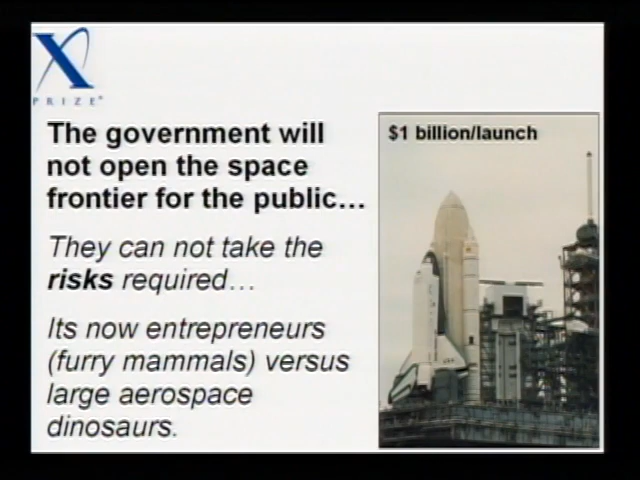 X
PRIZE®
The government will
not open the space
frontier for the public…
They can not take the
risks required…
Its now entrepreneurs
(furry mammals) versus
large aerospace
dinosaurs.
$1 billion/launch